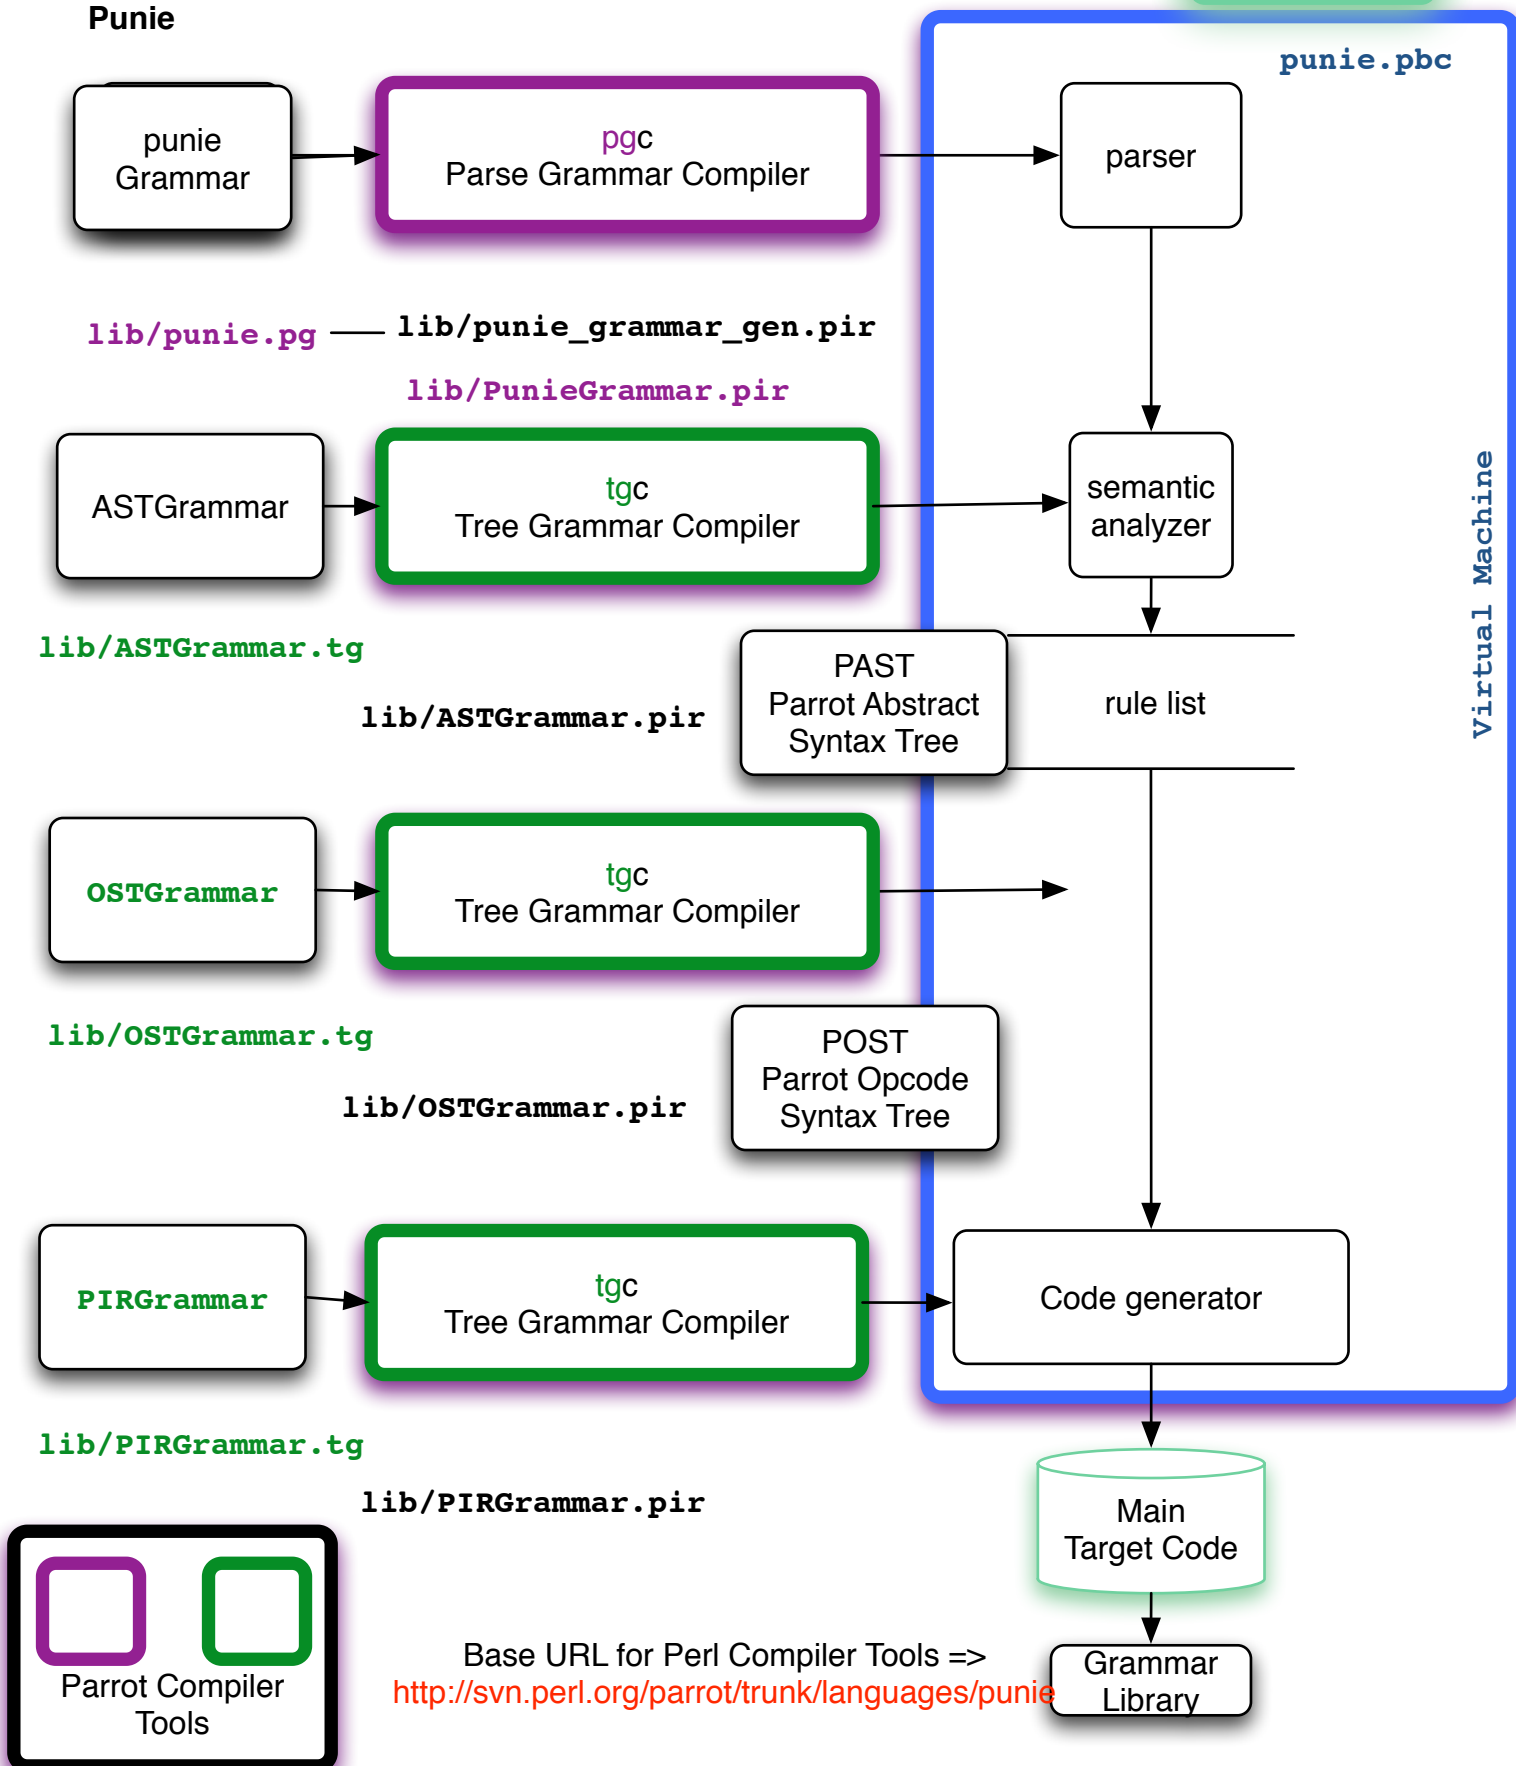 Punie
punie.pbc
punie
Grammar
pgc
Parse Grammar Compiler
parser
lib/punie.pg
lib/punie_grammar_gen.pir
lib/PunieGrammar.pir
ASTGrammar
tgc
Tree Grammar Compiler
semantic
analyzer
Virtual Machine
lib/ASTGrammar.tg
lib/ASTGrammar.pir
PAST
Parrot Abstract
Syntax Tree
rule list
OSTGrammar
tgc
Tree Grammar Compiler
lib/OSTGrammar.tg
lib/OSTGrammar.pir
POST
Parrot Opcode
Syntax Tree
PIRGrammar
tgc
Tree Grammar Compiler
Code generator
lib/PIRGrammar.tg
lib/PIRGrammar.pir
Main
Target Code
Parrot Compiler
Tools
Base URL for Perl Compiler Tools =>
http://svn.perl.org/parrot/trunk/languages/punie
Grammar
Library